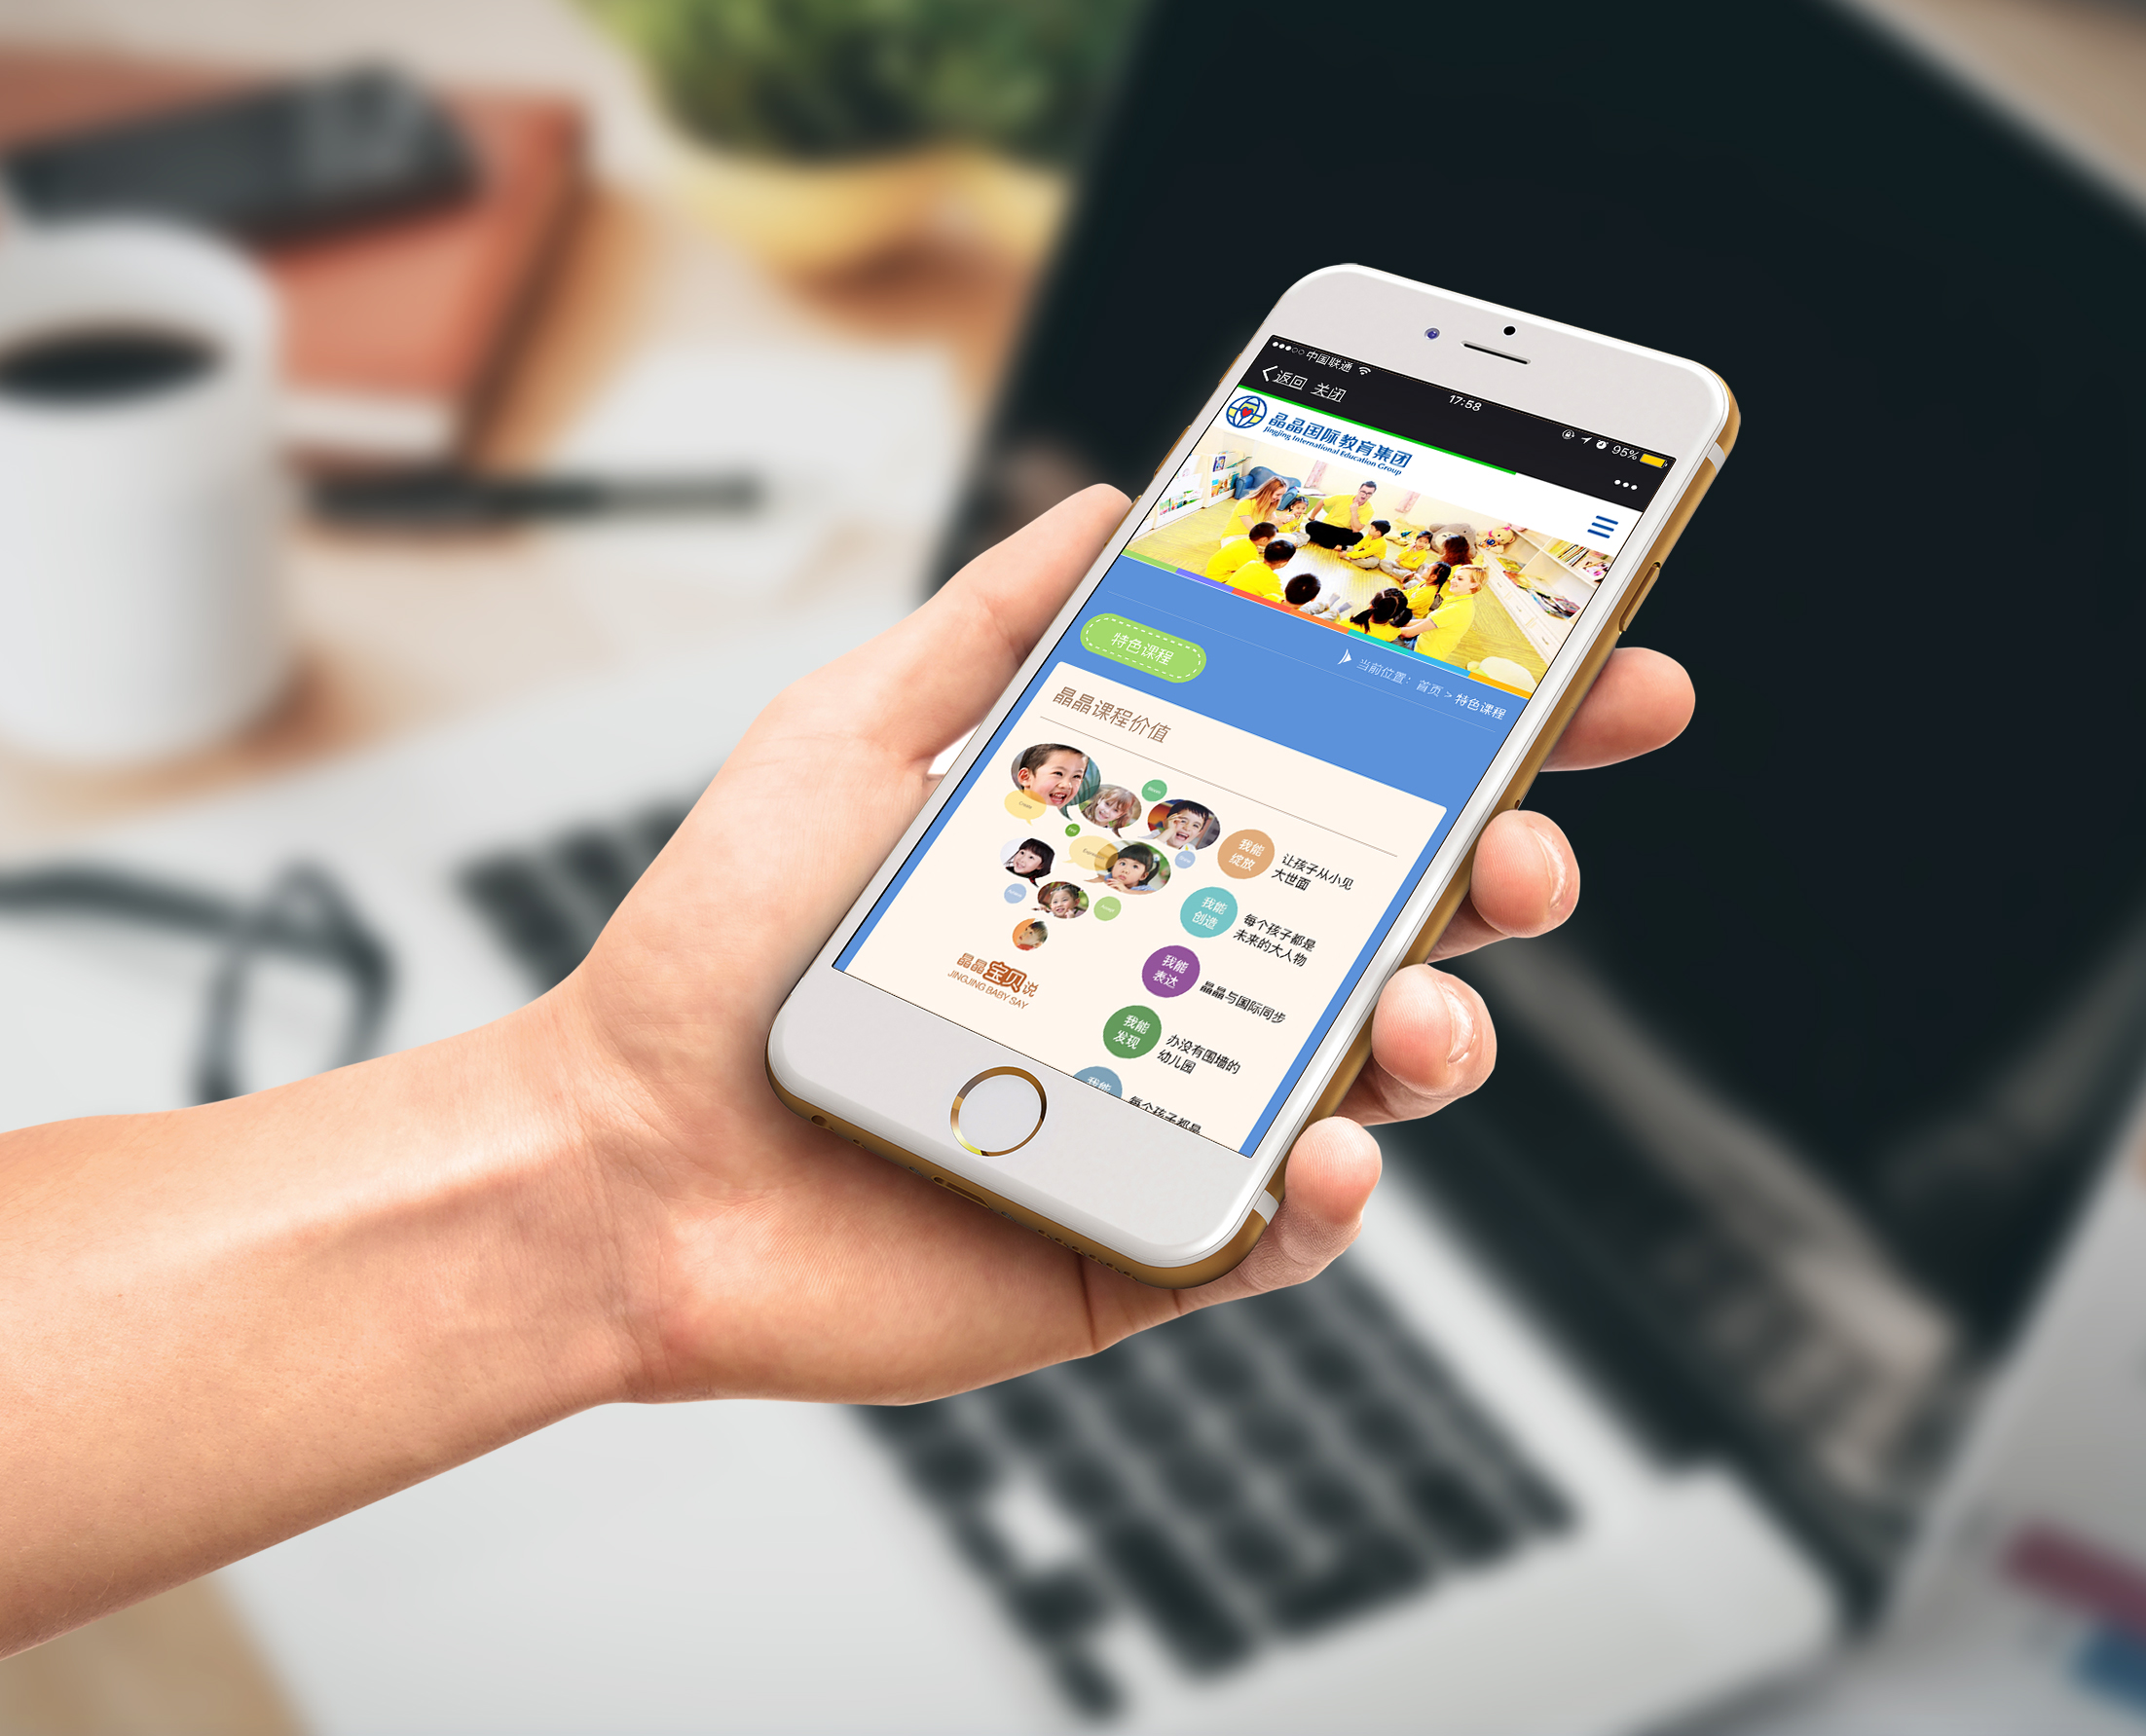 中国联通
17:58
95%
返回 关闭
晶晶国际教育集团
Jingjing International Education Group
特色课程
当前位置：首页 > 特色课程
晶晶课程价值
我能
绽放
让孩子从小见
大世面
我能
创造
每个孩子都是
未来的大人物
我能
表达
晶晶与国际同步
我能
发现
办没有围墙的
幼儿园
我能
每个孩子都是
晶晶宝贝说
JINGJING BABY SAY